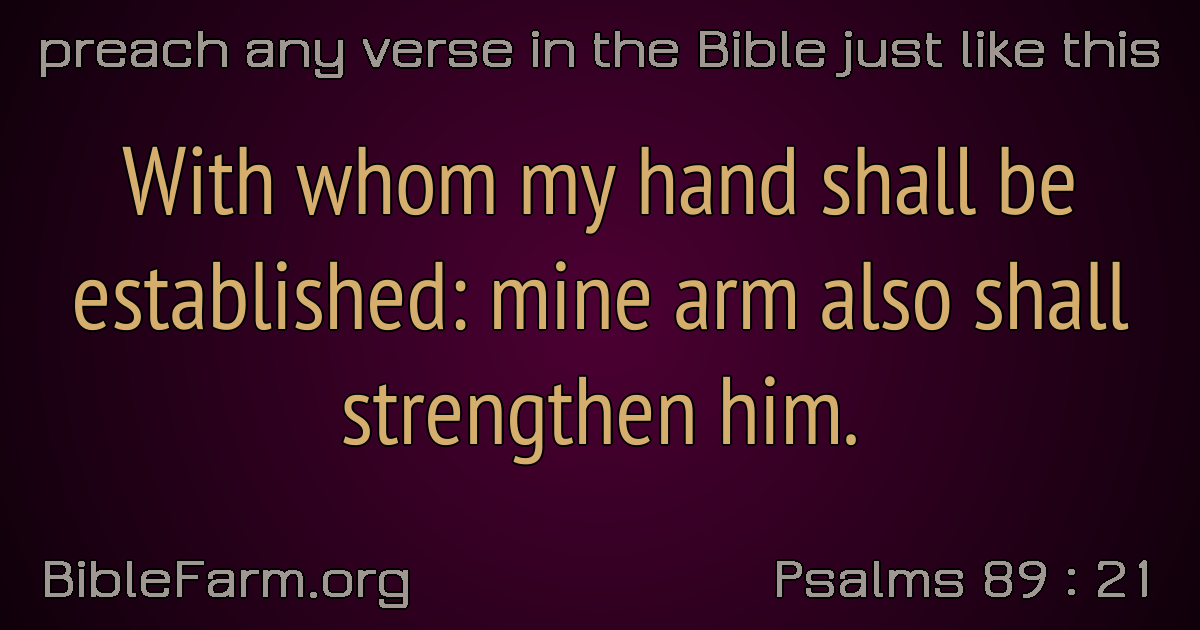 preach any verse in the Bible just like this
With whom my hand shall be
established: mine arm also shall
strengthen him.
BibleFarm.org
Psalms 89 : 21